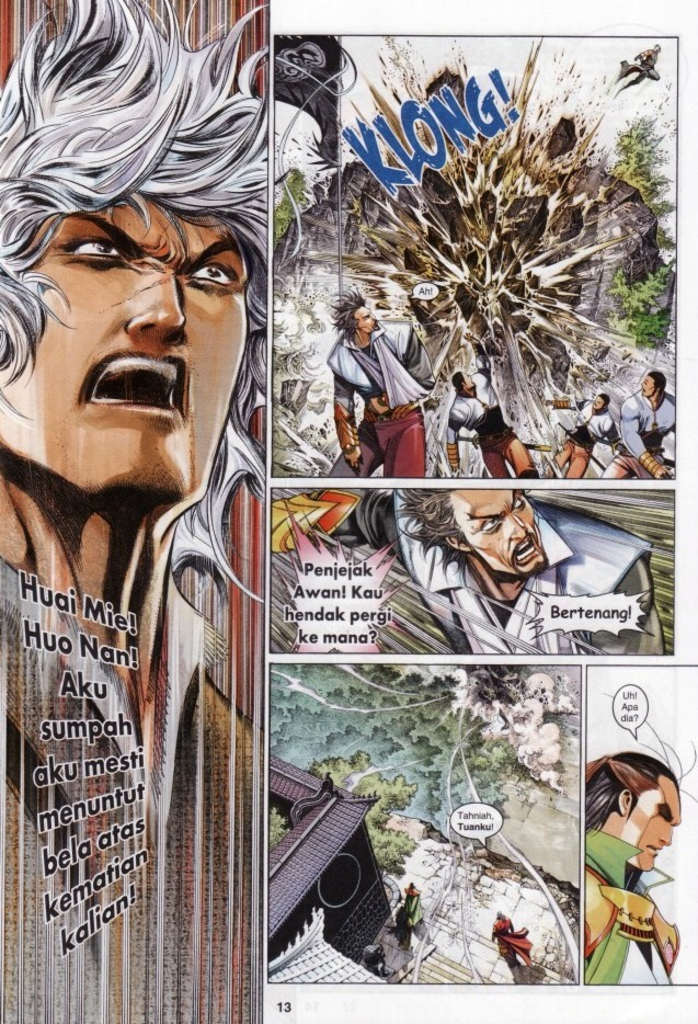 Huai Mie!
Huo Nan!
Aku
sumpah
aku mesti
menuntut
bela atas
kematian
kalian!
KLONG!
Ah!
Penjejak
Awan! Kau
hendak pergi
ke mana?
Bertenang!
Tahniah,
Tuanku!
Uh!
Apa
dia?
13